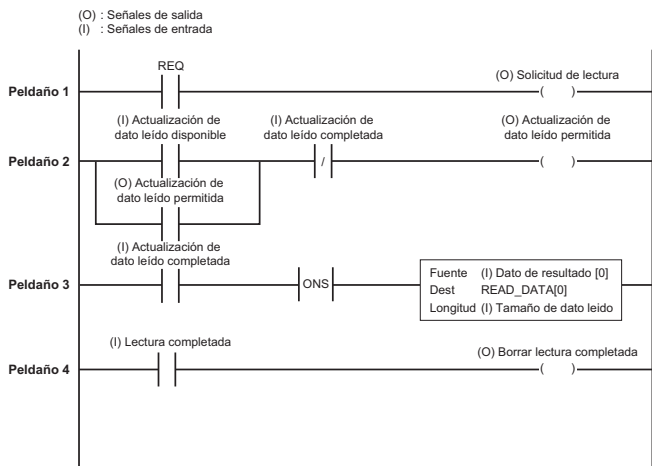 (O) : Señales de salida
(I) : Señales de entrada
REQ
(O) Solicitud de lectura
Peldaño 1
( )
(I) Actualización de
dato leído disponible
(I) Actualización de
dato leído completada
(O) Actualización de
dato leído permitida
Peldaño 2
/
( )
(O) Actualización de
dato leído permitida
(I) Actualización de
dato leído completada
Peldaño 3
ONS
Fuente (I) Dato de resultado [0]
Dest READ_DATA[0]
Longitud (I) Tamaño de dato leido
(I) Lectura completada
(O) Borrar lectura completada
Peldaño 4
( )